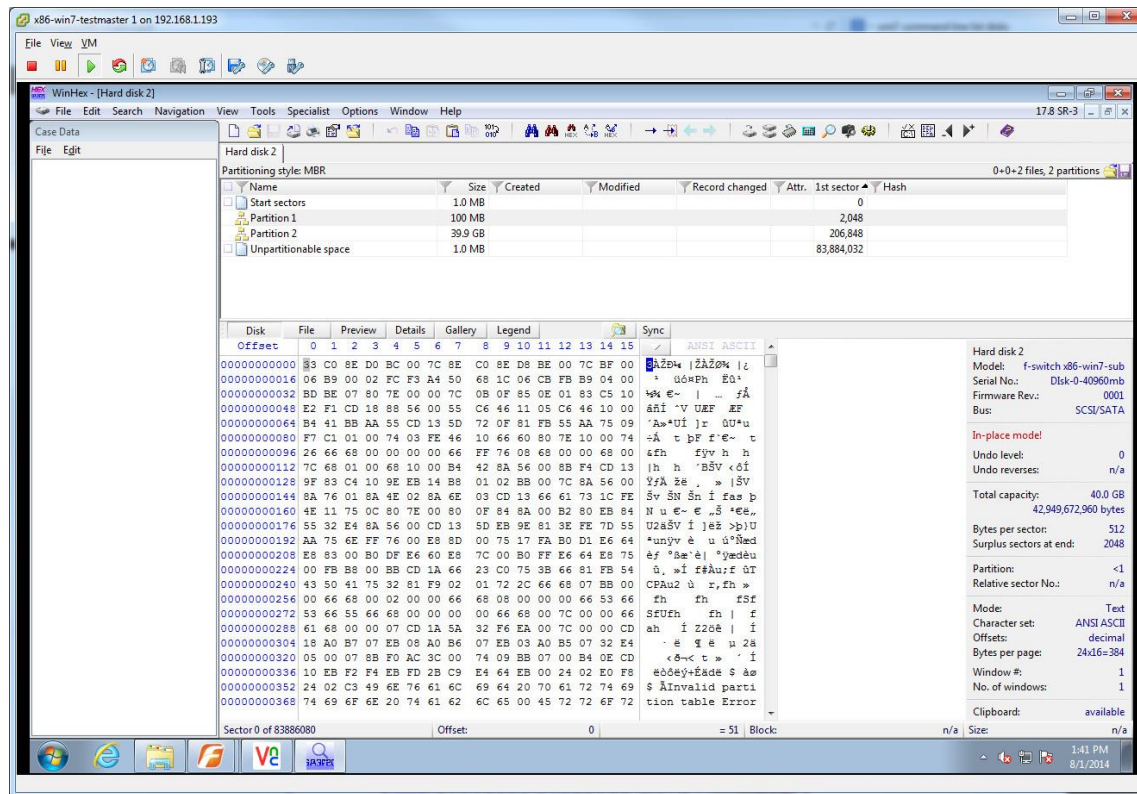 x86-win7-testmaster 1 on 192.168.1.193
File View VM
WinHex - [Hard disk 2]
File Edit Search Navigation View Tools Specialist Options Window Help 17.8 SR-3
Case Data
File Edit
Hard disk 2
Partitioning style: MBR 0+0+2 files, 2 partitions
Name Size Created Modified Record changed Attr. 1st sector Hash
Start sectors 1.0 MB 0
Partition 1 100 MB 2,048
Partition 2 39.9 GB 206,848
Unpartitionable space 1.0 MB 83,884,032
Disk File Preview Details Gallery Legend Sync
Offset 0 1 2 3 4 5 6 7 8 9 10 11 12 13 14 15 ANSI ASCII
00000000000 33 C0 8E D0 BC 00 7C 8E C0 8E D8 BE 00 7C BF 00
00000000016 06 B9 00 02 FC F3 A4 50 68 1C 06 CB FB B9 04 00
00000000032 BD BE 07 80 7E 00 00 7C 0B 0F 85 0E 01 83 C5 10
00000000048 E2 F1 CD 18 88 56 00 55 C6 46 11 05 C6 46 10 00
00000000064 B4 41 BB AA 55 CD 13 5D 72 0F 81 FB 55 AA 75 09
00000000080 F7 C1 01 00 74 03 FE 46 10 66 60 80 7E 10 00 74
00000000096 26 66 68 00 00 00 00 66 FF 76 08 68 00 00 68 00
00000000112 7C 68 01 00 68 10 00 B4 42 8A 56 00 8B F4 CD 13
00000000128 9F 83 C4 10 9E EB 14 B8 01 02 BB 00 7C 8A 56 00
00000000144 8A 76 01 8A 4E 02 8A 6E 03 CD 13 66 61 73 1C FE
00000000160 4E 11 75 0C 80 7E 00 80 0F 84 8A 00 B2 80 EB 84
00000000176 55 32 E4 8A 56 00 CD 13 5D EB 9E 81 3E FE 7D 55
00000000192 AA 75 6E FF 76 00 E8 8D 00 75 17 FA B0 D1 E6 64
00000000208 E8 83 00 B0 DF E6 60 E8 7C 00 B0 FF E6 64 E8 75
00000000224 00 FB B8 00 BB CD 1A 66 23 C0 75 3B 66 81 FB 54
00000000240 43 50 41 75 32 81 F9 02 01 72 2C 66 68 07 BB 00
00000000256 00 66 68 00 02 00 00 66 68 08 00 00 00 66 53 66
00000000272 53 66 55 66 68 00 00 00 00 66 68 00 7C 00 00 66
00000000288 61 68 00 00 07 CD 1A 5A 32 F6 EA 00 7C 00 00 CD
00000000304 18 A0 B7 07 EB 08 A0 B6 07 EB 03 A0 B5 07 32 E4
00000000320 05 00 07 8B F0 AC 3C 00 74 09 BB 07 00 B4 0E CD
00000000336 10 EB F2 F4 EB FD 2B C9 E4 64 EB 00 24 02 E0 F8
00000000352 24 02 C3 49 6E 76 61 6C 69 64 20 70 61 72 74 69 $ ÃInvalid parti
00000000368 74 69 6F 6E 20 74 61 62 6C 65 00 45 72 72 6F 72 tion table Error
Hard disk 2
Model: f-switch x86-win7-sub
Serial No.: DIsk-0-40960mb
Firmware Rev.: 0001
Bus: SCSI/SATA
In-place mode!
Undo level: 0
Undo reverses: n/a
Total capacity: 40.0 GB
42,949,672,960 bytes
Bytes per sector: 512
Surplus sectors at end: 2048
Partition: <1
Relative sector No.: n/a
Mode: Text
Character set: ANSI ASCII
Offsets: decimal
Bytes per page: 24x16=384
Window #: 1
No. of windows: 1
Clipboard: available
Sector 0 of 83886080 Offset: 0 = 51 Block: n/a Size: n/a
1:41 PM
8/1/2014